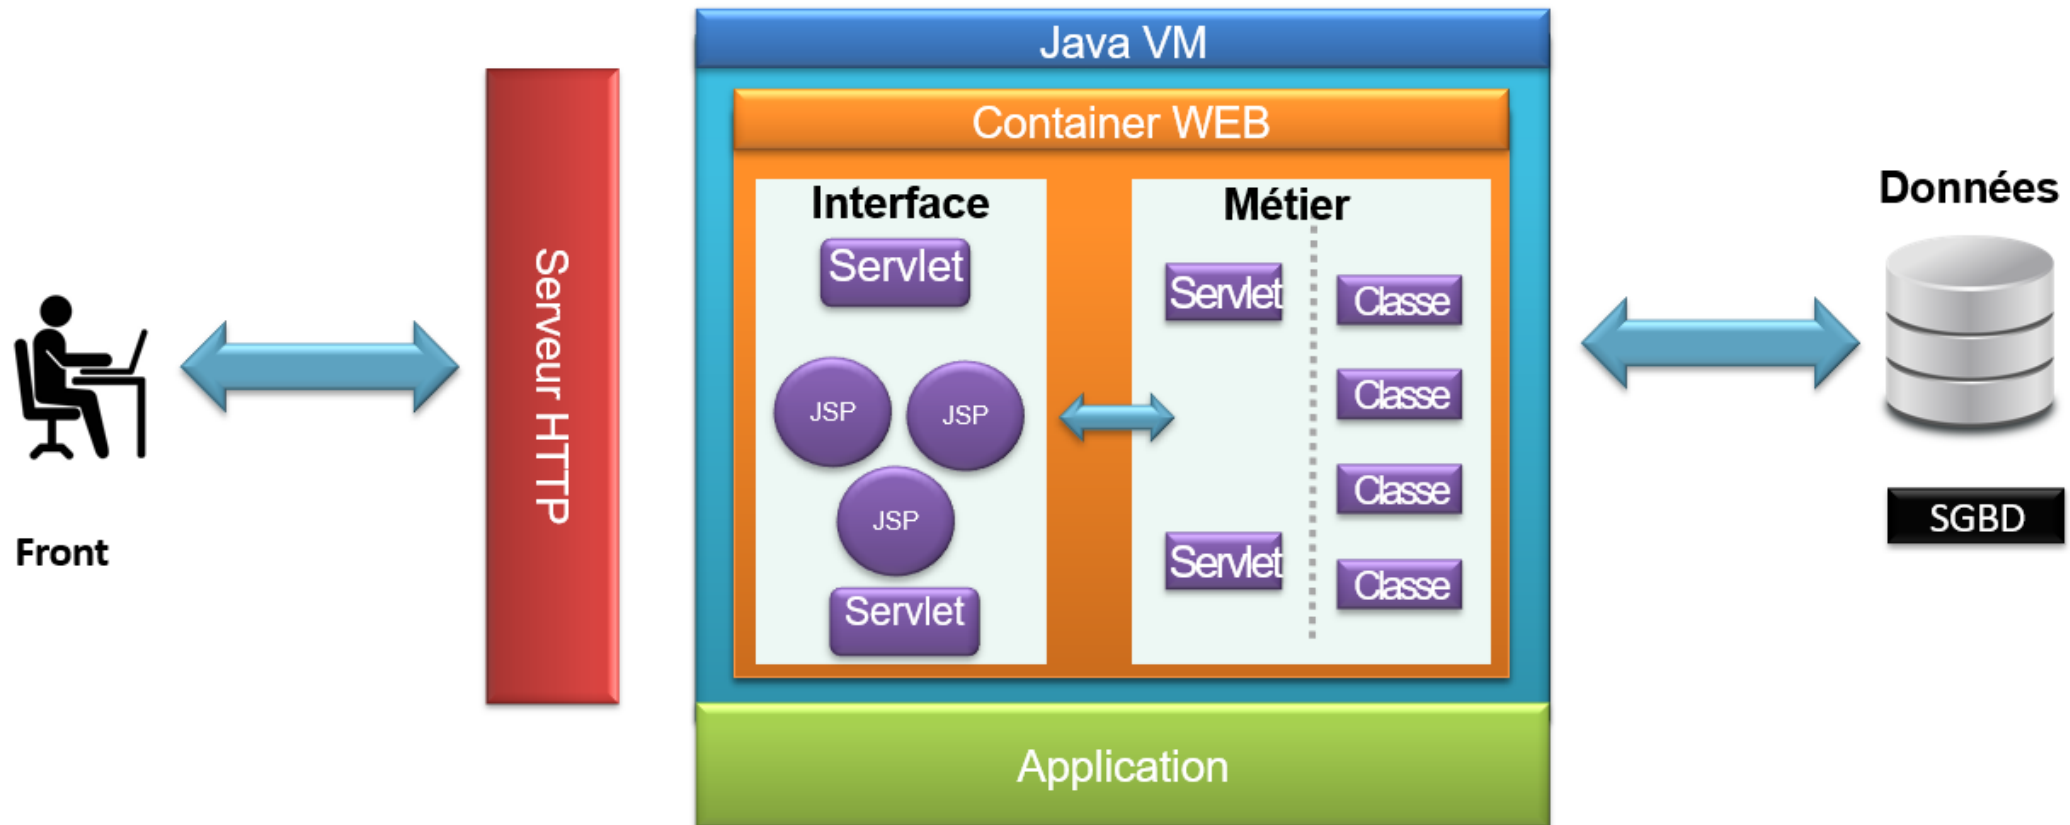 Java VM
Container WEB
Interface
Métier
Données
Servlet
Servlet
Classe
Serveur HTTP
JSP
JSP
Classe
JSP
Classe
Front
Servlet
Servlet
Classe
SGBD
Application